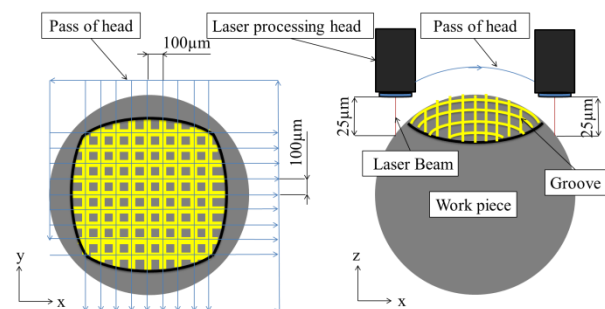 Pass of head
100μm
100μm
y
x
Laser processing head
Pass of head
25μm
25μm
Laser Beam
Groove
Work piece
z
x